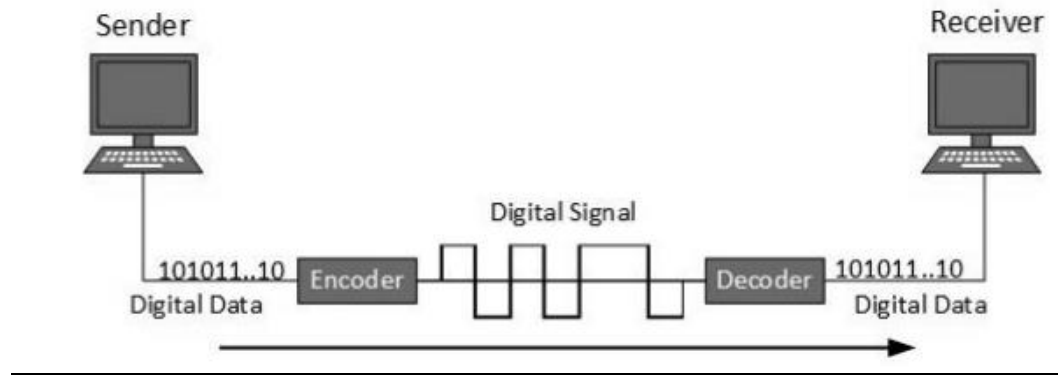 Sender
Receiver
Digital Signal
101011..10
Encoder
Decoder
101011..10
Digital Data
Digital Data